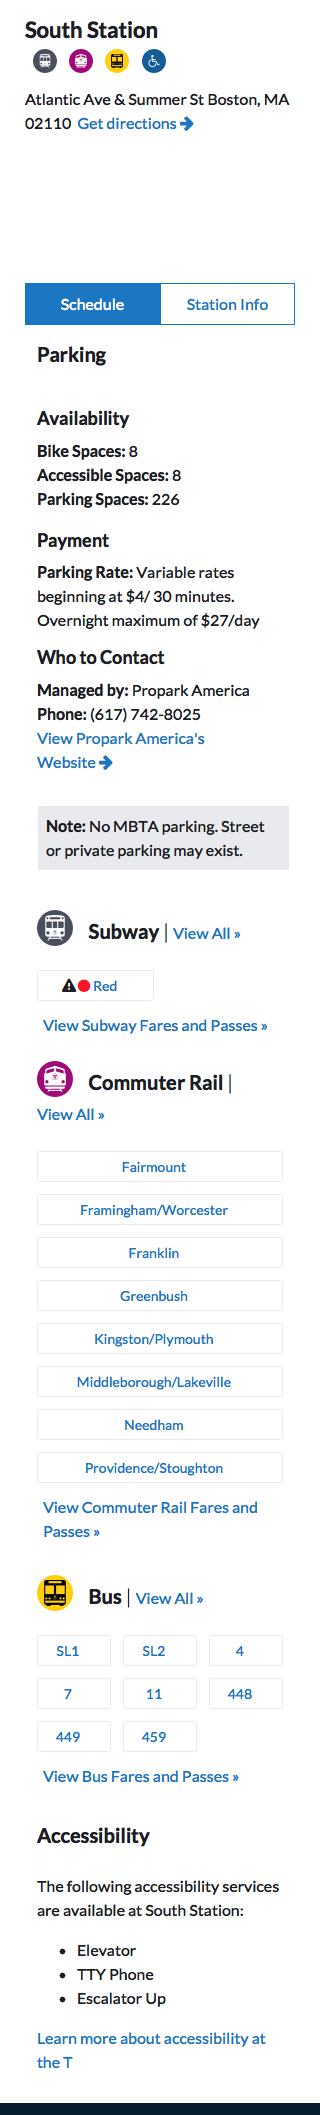 South Station
Atlantic Ave & Summer St Boston, MA
02110 Get directions
Schedule
Station Info
Parking
Availability
Bike Spaces: 8
Accessible Spaces: 8
Parking Spaces: 226
Payment
Parking Rate: Variable rates
beginning at $4/ 30 minutes.
Overnight maximum of $27/day
Who to Contact
Managed by: Propark America
Phone: (617) 742-8025
View Propark America's
Website
Note: No MBTA parking. Street
or private parking may exist.
Subway | View All »
Red
View Subway Fares and Passes »
Commuter Rail |
View All »
Fairmount
Framingham/Worcester
Franklin
Greenbush
Kingston/Plymouth
Middleborough/Lakeville
Needham
Providence/Stoughton
View Commuter Rail Fares and
Passes »
Bus | View All »
SL1 SL2 4
7 11 448
449 459
View Bus Fares and Passes »
Accessibility
The following accessibility services
are available at South Station:
• Elevator
• TTY Phone
• Escalator Up
Learn more about accessibility at
the T